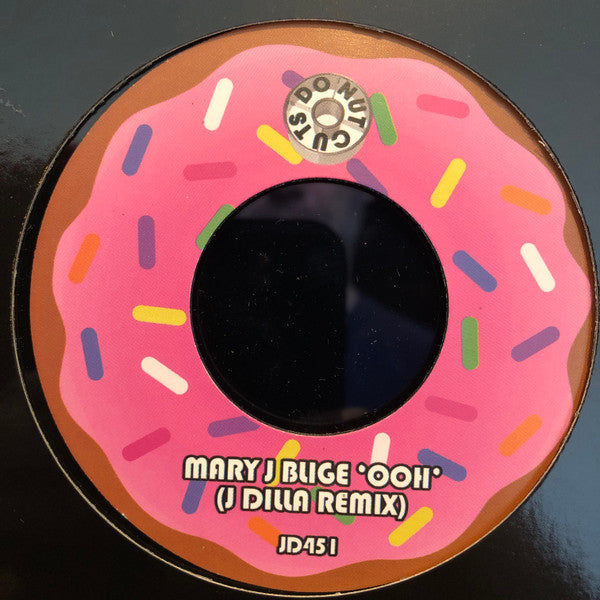 DO NUT CUTS
MARY J BLIGE 'OOH'
(J DILLA REMIX)
JD451